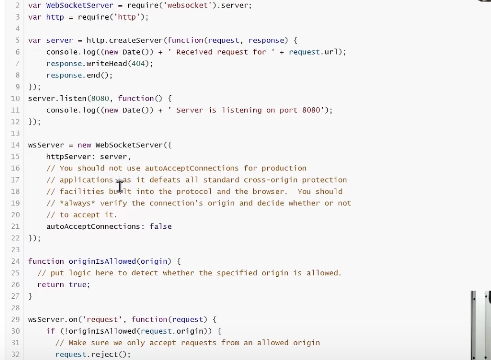 2 var WebSocketServer = require('websocket').server;
3 var http = require('http');
4
5 var server = http.createServer(function(request, response) {
6 console.log((new Date()) + ' Received request for ' + request.url);
7 response.writeHead(404);
8 response.end();
9 });
10 server.listen(8080, function() {
11 console.log((new Date()) + ' Server is listening on port 8080');
12 });
13
14 wsServer = new WebSocketServer({
15 httpServer: server,
16 // You should not use autoAcceptConnections for production
17 // applications, as it defeats all standard cross-origin protection
18 // facilities built into the protocol and the browser. You should
19 // *always* verify the connection's origin and decide whether or not
20 // to accept it.
21 autoAcceptConnections: false
22 });
23
24 function originIsAllowed(origin) {
25 // put logic here to detect whether the specified origin is allowed.
26 return true;
27 }
28
29 wsServer.on('request', function(request) {
30 if (!originIsAllowed(request.origin)) {
31 // Make sure we only accept requests from an allowed origin
32 request.reject();